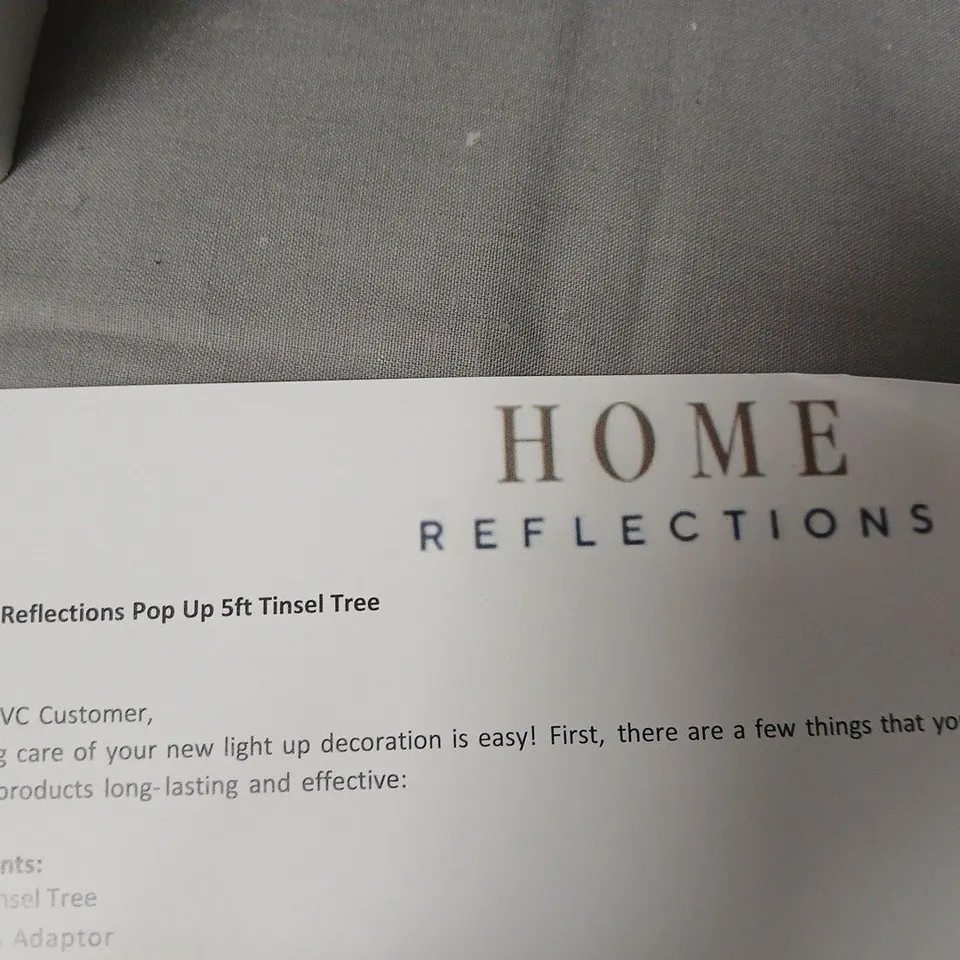 HOME
REFLECTIONS
Reflections Pop Up 5ft Tinsel Tree
VC Customer,
g care of your new light up decoration is easy! First, there are a few things that yo
products long-lasting and effective:
nts:
nsel Tree
Adaptor